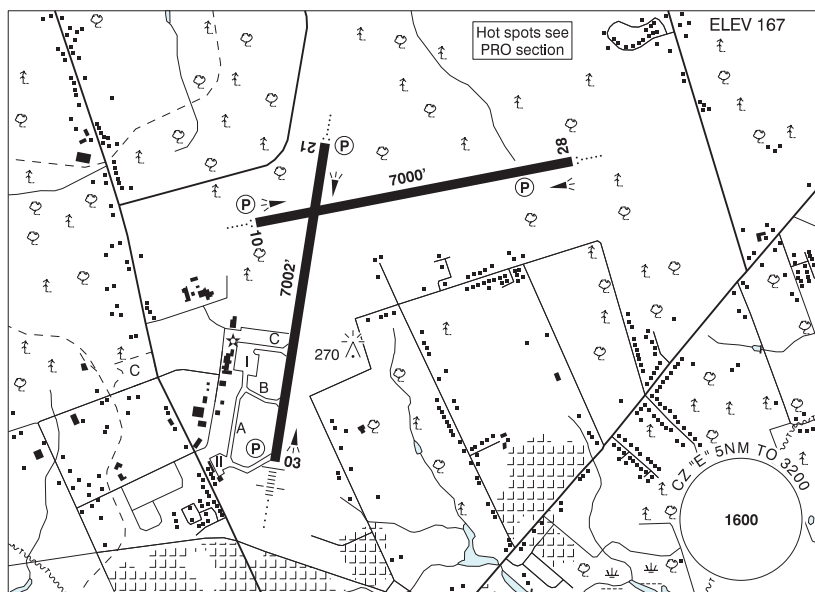 Hot spots see
PRO section
ELEV 167
21
P
28
7000'
P
P
10
7002'
C
270
I
B
C
A
P
II
03
CZ "E" 5NM TO 3200
1600